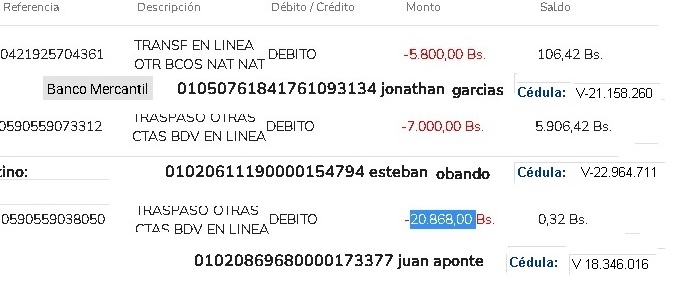 Referencia Descripción Débito / Crédito Monto Saldo
0421925704361 TRANSF EN LINEA OTR BCOS NAT NAT DEBITO -5.800,00 Bs. 106,42 Bs.
Banco Mercantil 01050761841761093134 jonathan garcias Cédula: V-21.158.260
0590559073312 TRASPASO OTRAS CTAS BDV EN LINEA DEBITO -7.000,00 Bs. 5.906,42 Bs.
tino: 01020611190000154794 esteban obando Cédula: V-22.964.711
0590559038050 TRASPASO OTRAS CTAS BDV EN LINEA DEBITO -20.868,00 Bs. 0,32 Bs.
01020869680000173377 juan aponte Cédula: V 18.346.016